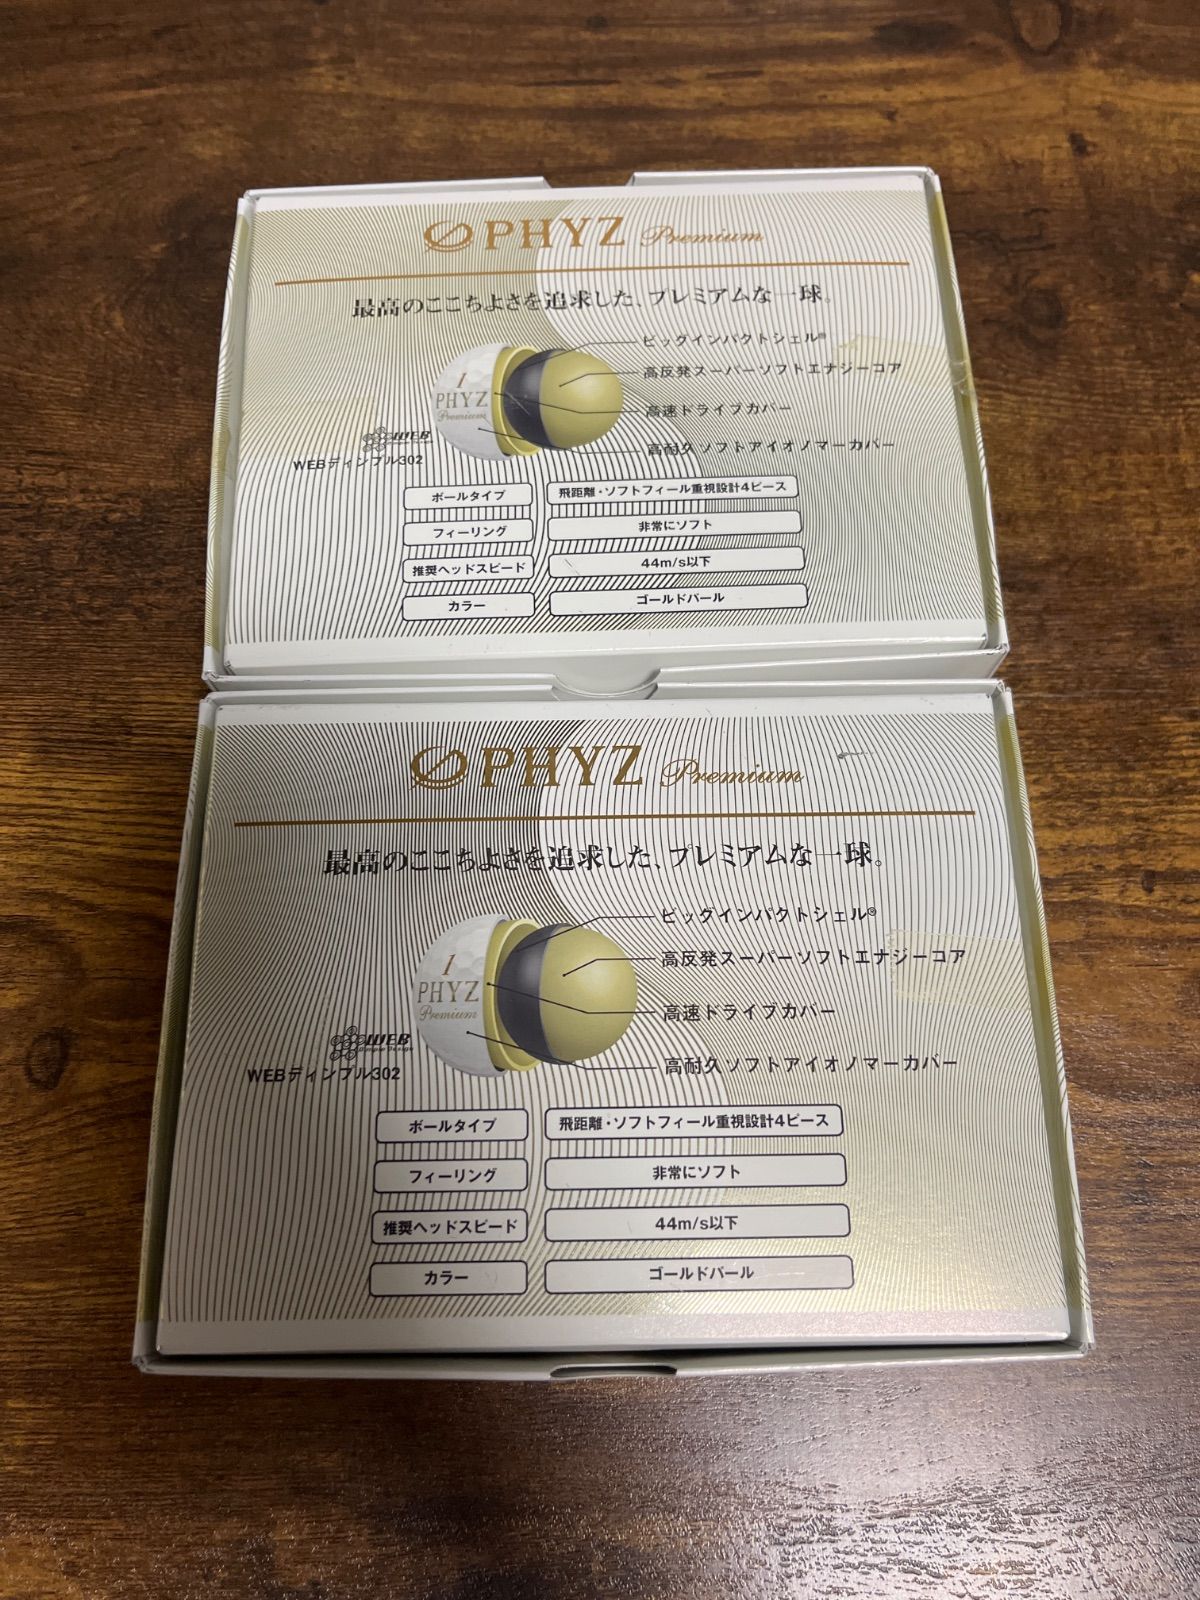 PHYZ Premium
最高のここちよさを追求した、プレミアムな一球。
ビッグインパクトシェル®
高反発スーパーソフトエナジーコア
高速ドライブカバー
高耐久ソフトアイオノマーカバー
1
PHYZ
Premium
WEB
WEBディンプル302
ボールタイプ 飛距離・ソフトフィール重視設計4ピース
フィーリング 非常にソフト
推奨ヘッドスピード 44m/s以下
カラー ゴールドパール
PHYZ Premium
最高のここちよさを追求した、プレミアムな一球。
ビッグインパクトシェル®
高反発スーパーソフトエナジーコア
高速ドライブカバー
高耐久ソフトアイオノマーカバー
1
PHYZ
Premium
WEB
Dimple Design
WEBディンプル302
ボールタイプ 飛距離・ソフトフィール重視設計4ピース
フィーリング 非常にソフト
推奨ヘッドスピード 44m/s以下
カラー ゴールドパール